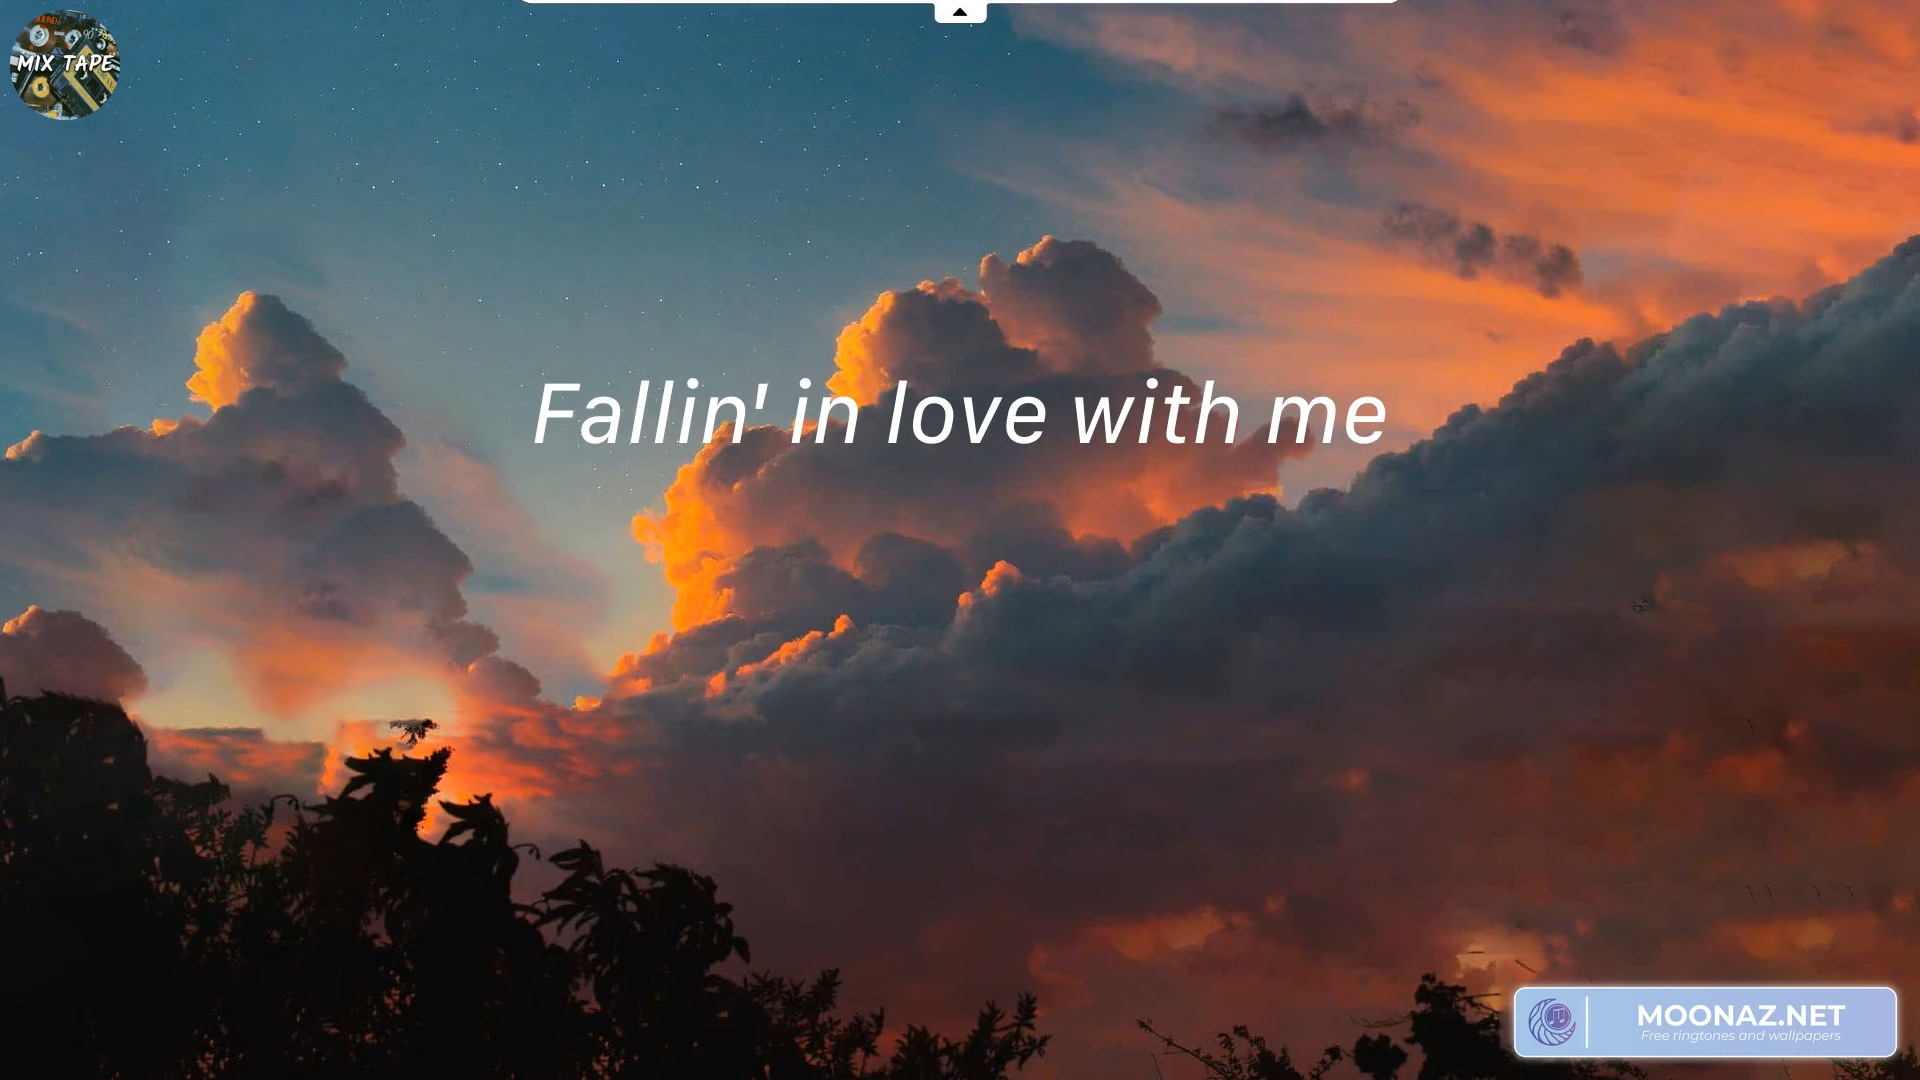 MIX TAPE
Fallin' in love with me
MOONAZ.NET
Free ringtones and wallpapers